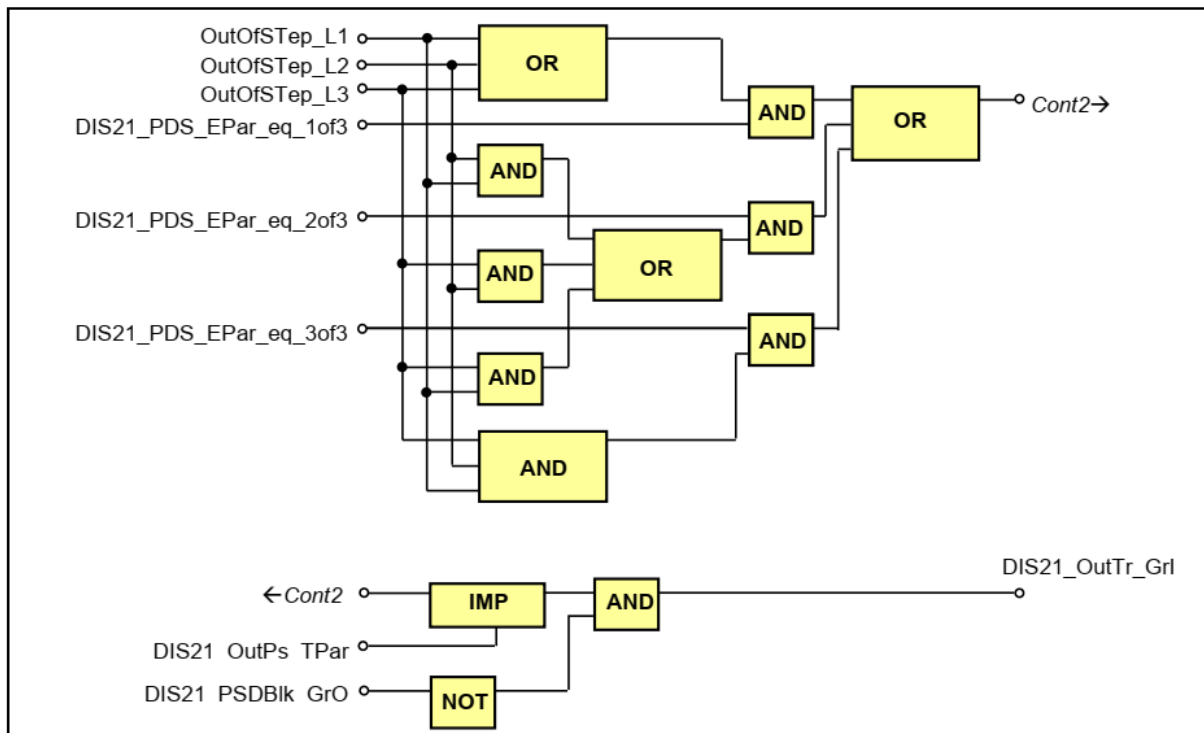 OutOfSTep_L1
OutOfSTep_L2
OutOfSTep_L3
DIS21_PDS_EPar_eq_1of3
OR
AND
OR
Cont2→
AND
DIS21_PDS_EPar_eq_2of3
AND
AND
OR
DIS21_PDS_EPar_eq_3of3
AND
AND
AND
←Cont2
IMP
AND
DIS21_OutTr_GrI
DIS21 OutPs TPar
DIS21 PSDBlk GrO
NOT